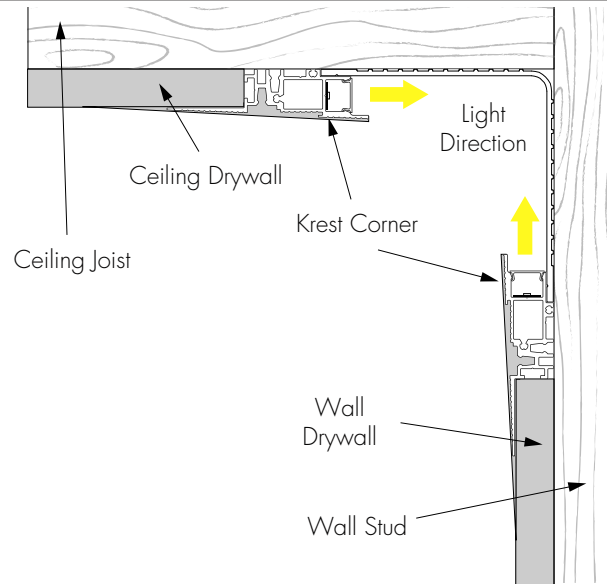 Light
Direction
Ceiling Drywall
Krest Corner
Ceiling Joist
Wall
Drywall
Wall Stud